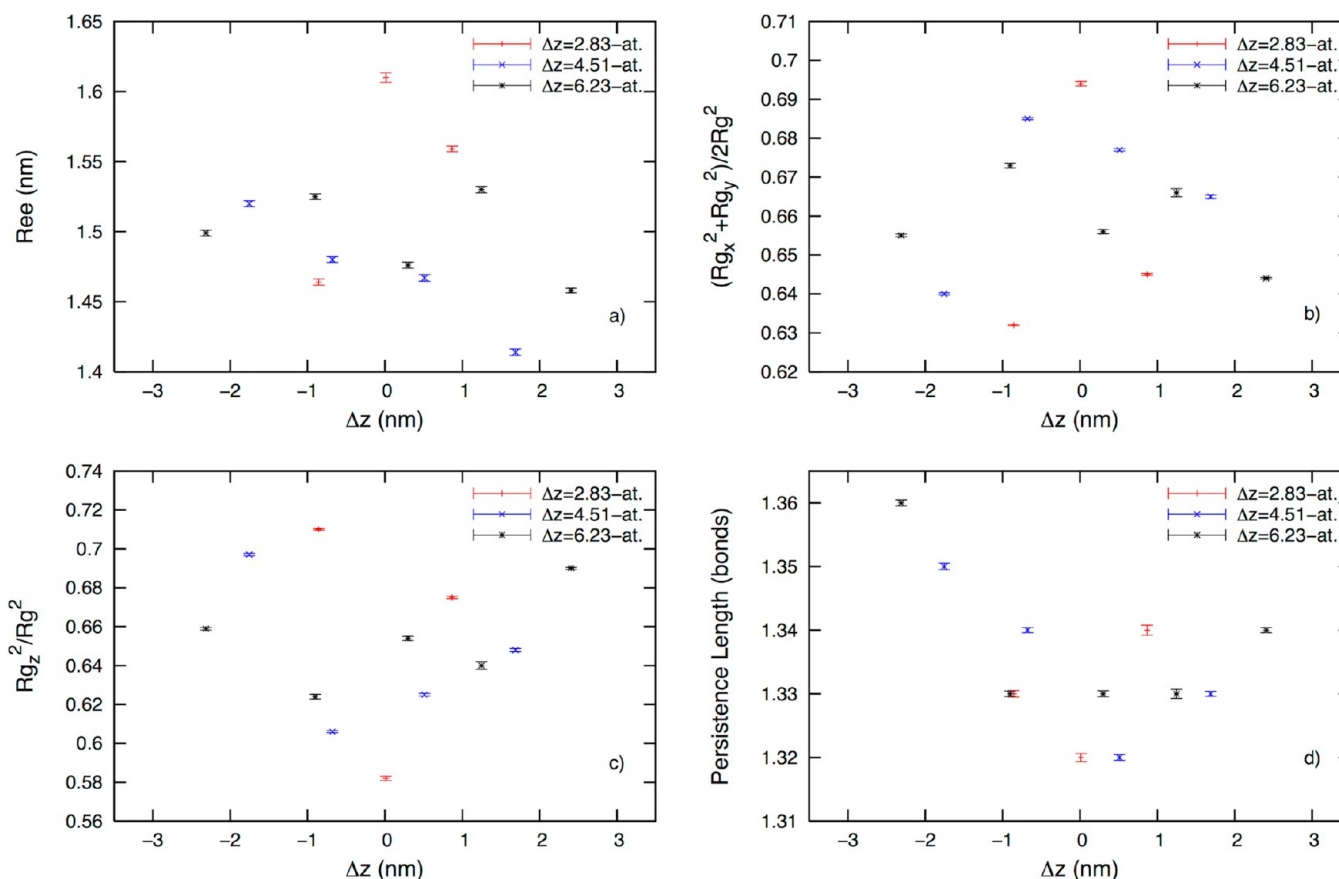 1.65
1.6
1.55
1.5
1.45
1.4
Ree (nm)
Δz=2.83−at.
Δz=4.51−at.
Δz=6.23−at.
a)
−3 −2 −1 0 1 2 3
Δz (nm)
0.71
0.7
0.69
0.68
0.67
0.66
0.65
0.64
0.63
0.62
(Rgx²+Rgy²)/2Rg²
Δz=2.83−at.
Δz=4.51−at.
Δz=6.23−at.
b)
−3 −2 −1 0 1 2 3
Δz (nm)
0.74
0.72
0.7
0.68
0.66
0.64
0.62
0.6
0.58
0.56
Rgz²/Rg²
Δz=2.83−at.
Δz=4.51−at.
Δz=6.23−at.
c)
−3 −2 −1 0 1 2 3
Δz (nm)
1.36
1.35
1.34
1.33
1.32
1.31
Persistence Length (bonds)
Δz=2.83−at.
Δz=4.51−at.
Δz=6.23−at.
d)
−3 −2 −1 0 1 2 3
Δz (nm)